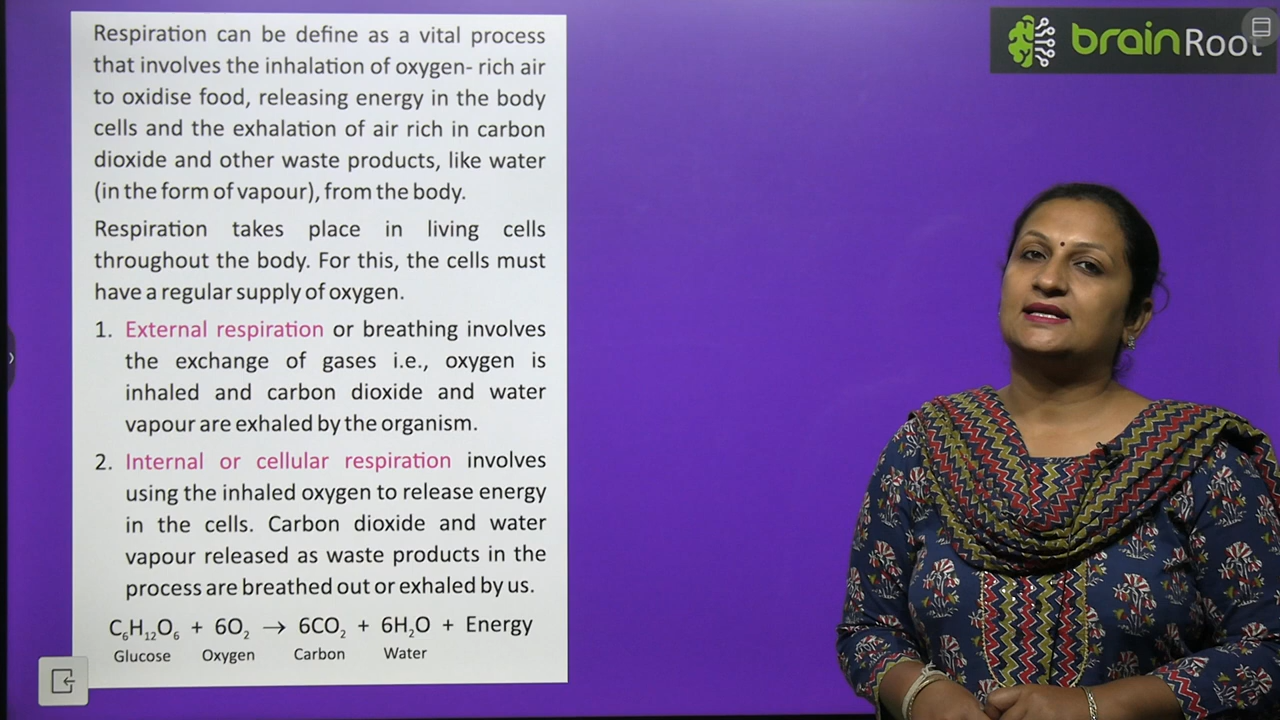 Respiration can be define as a vital process
that involves the inhalation of oxygen- rich air
to oxidise food, releasing energy in the body
cells and the exhalation of air rich in carbon
dioxide and other waste products, like water
(in the form of vapour), from the body.
Respiration takes place in living cells
throughout the body. For this, the cells must
have a regular supply of oxygen.
1. External respiration or breathing involves
the exchange of gases i.e., oxygen is
inhaled and carbon dioxide and water
vapour are exhaled by the organism.
2. Internal or cellular respiration involves
using the inhaled oxygen to release energy
in the cells. Carbon dioxide and water
vapour released as waste products in the
process are breathed out or exhaled by us.
C₆H₁₂O₆ + 6O₂ → 6CO₂ + 6H₂O + Energy
Glucose Oxygen Carbon Water
brainRoot